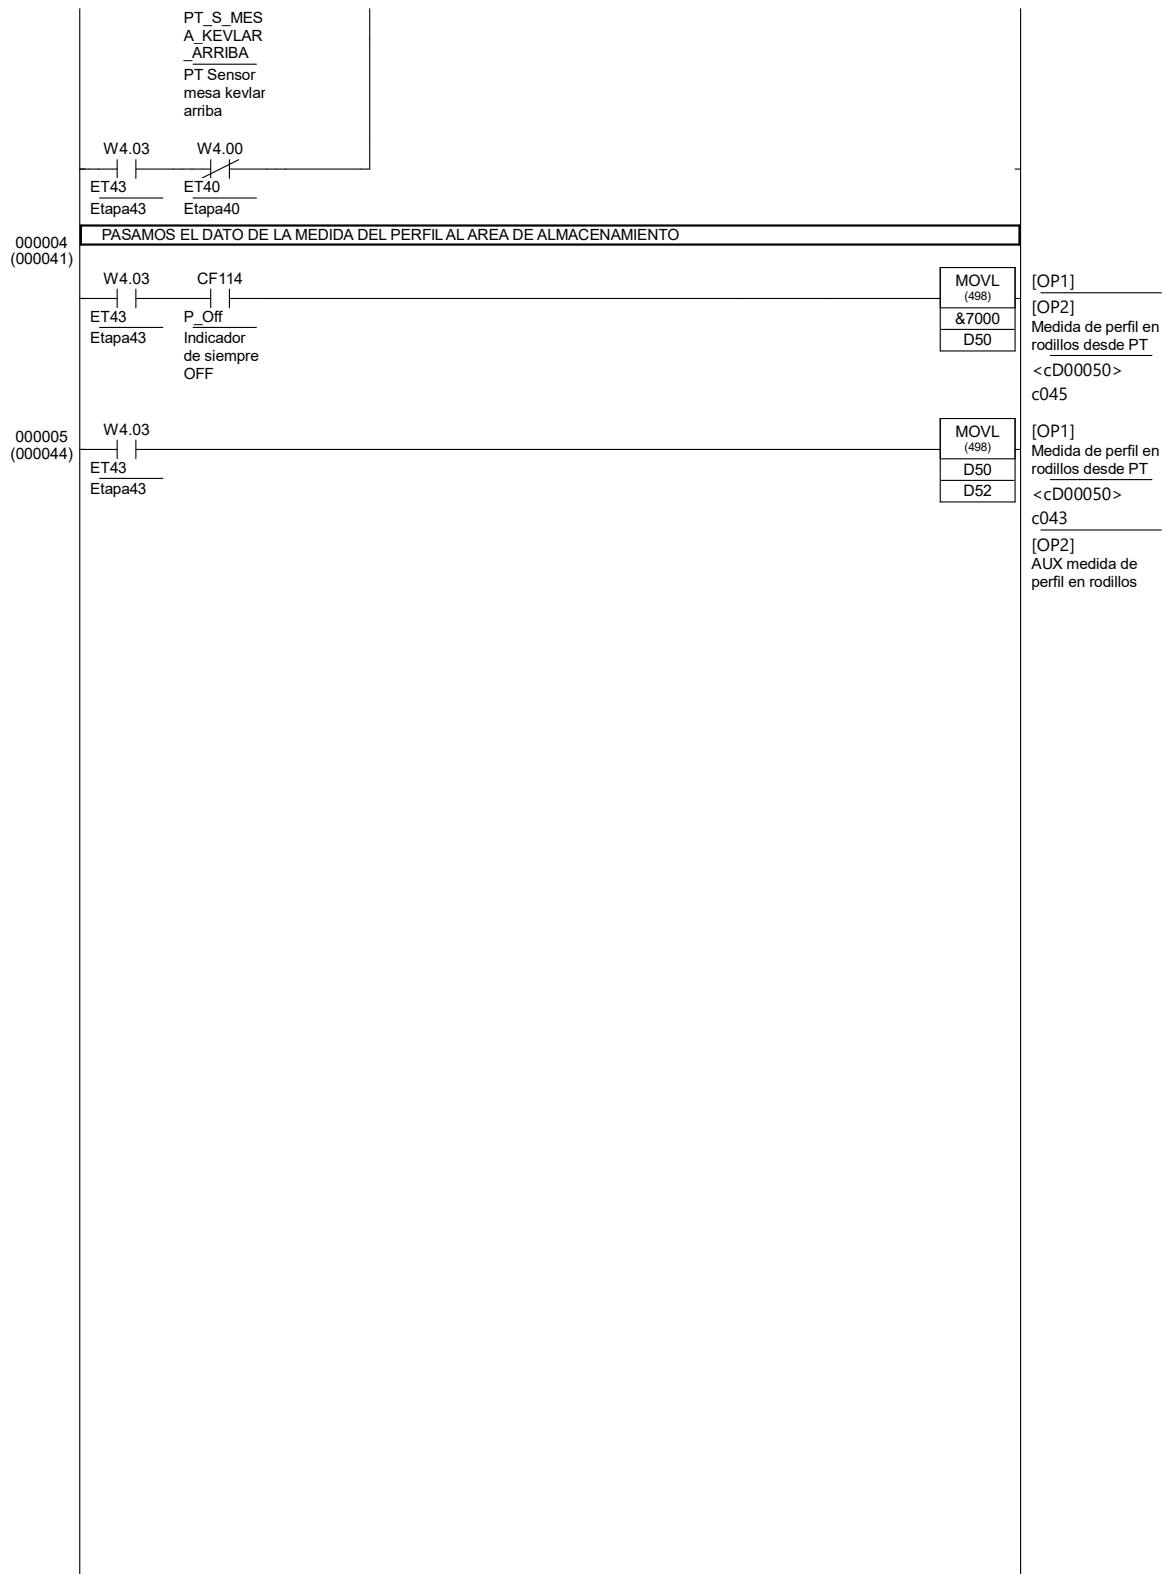 PT_S_MES
A_KEVLAR
_ARRIBA
PT Sensor
mesa kevlar
arriba
W4.03 W4.00
ET43 ET40
Etapa43 Etapa40
000004
(000041)
PASAMOS EL DATO DE LA MEDIDA DEL PERFIL AL AREA DE ALMACENAMIENTO
W4.03 CF114
ET43 P_Off
Etapa43 Indicador
de siempre
OFF
MOVL
(498)
&7000
D50
[OP1]
[OP2]
Medida de perfil en
rodillos desde PT
<cD00050>
c045
000005
(000044)
W4.03
ET43
Etapa43
MOVL
(498)
D50
D52
[OP1]
Medida de perfil en
rodillos desde PT
<cD00050>
c043
[OP2]
AUX medida de
perfil en rodillos